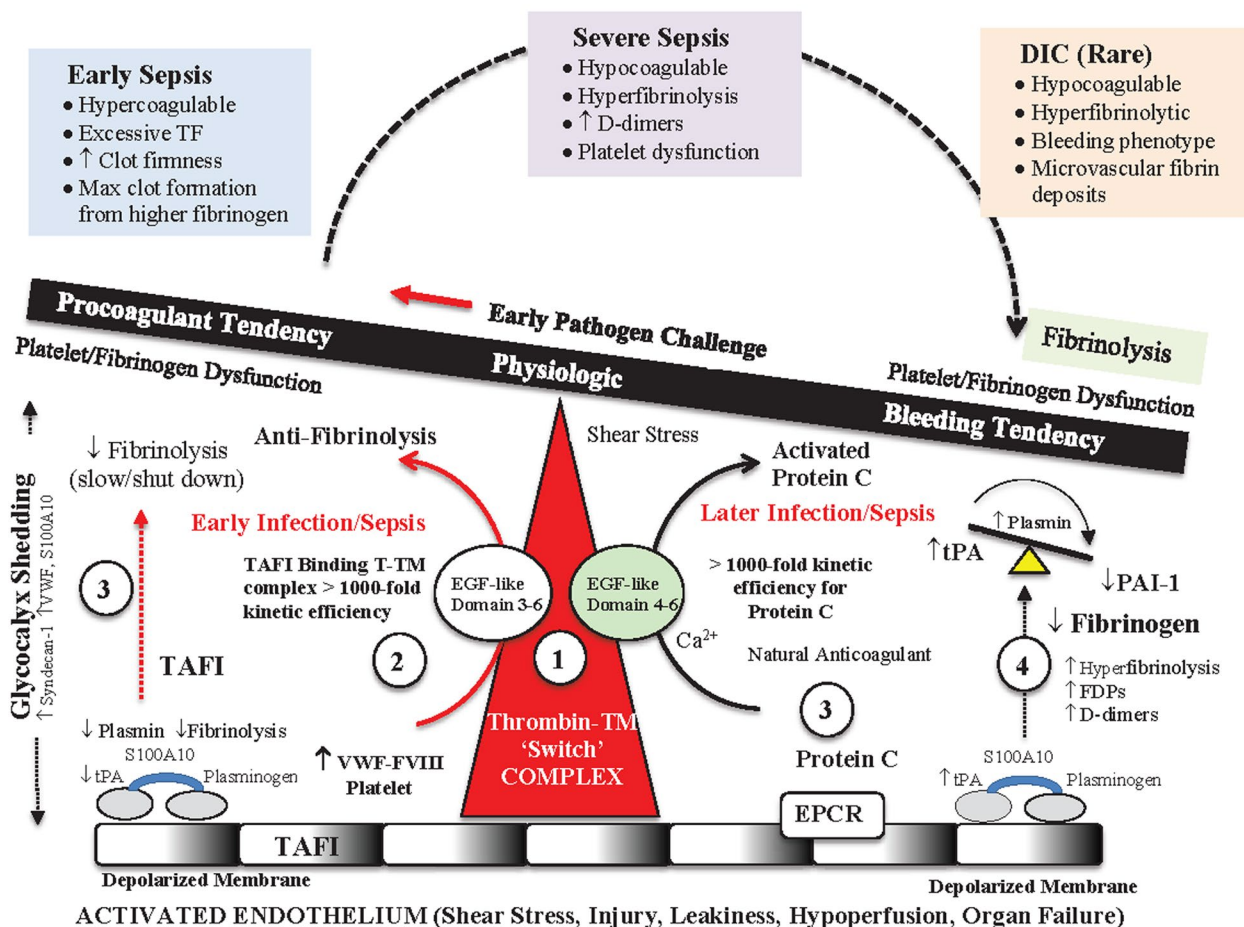 Early Sepsis
• Hypercoagulable
• Excessive TF
• ↑ Clot firmness
• Max clot formation
from higher fibrinogen
Severe Sepsis
• Hypocoagulable
• Hyperfibrinolysis
• ↑ D-dimers
• Platelet dysfunction
DIC (Rare)
• Hypocoagulable
• Hyperfibrinolytic
• Bleeding phenotype
• Microvascular fibrin
deposits
Early Pathogen Challenge
Procoagulant Tendency
Physiologic
Bleeding Tendency
Fibrinolysis
Platelet/Fibrinogen Dysfunction
Platelet/Fibrinogen Dysfunction
Glycocalyx Shedding
↑ Syndecan-1 ↑VWF, S100A10
↓ Fibrinolysis
(slow/shut down)
Anti-Fibrinolysis
Shear Stress
Activated
Protein C
Early Infection/Sepsis
Later Infection/Sepsis
TAFI Binding T-TM
complex > 1000-fold
kinetic efficiency
EGF-like
Domain 3-6
EGF-like
Domain 4-6
> 1000-fold kinetic
efficiency for
Protein C
↑ Plasmin
↑tPA
↓PAI-1
↓ Fibrinogen
3
2
1
Ca2+
Natural Anticoagulant
3
4
↑ Hyperfibrinolysis
↑ FDPs
↑ D-dimers
TAFI
↓ Plasmin ↓Fibrinolysis
S100A10
↓tPA
Plasminogen
↑ VWF-FVIII
Platelet
Thrombin-TM
‘Switch’
COMPLEX
Protein C
EPCR
S100A10
↑tPA
Plasminogen
TAFI
Depolarized Membrane
Depolarized Membrane
ACTIVATED ENDOTHELIUM (Shear Stress, Injury, Leakiness, Hypoperfusion, Organ Failure)